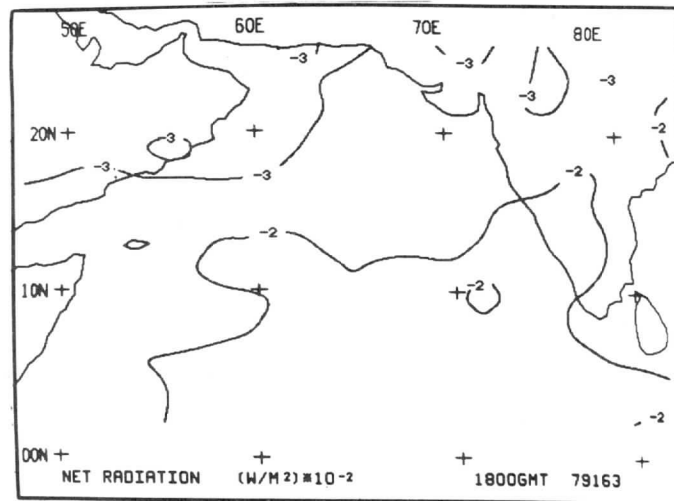 50E 60E 70E 80E
-3 -3 -3
-3
20N -3 -2
-3 -3 -2
-2
10N -2
-2
00N
NET RADIATION (W/M²)*10⁻² 1800GMT 79163